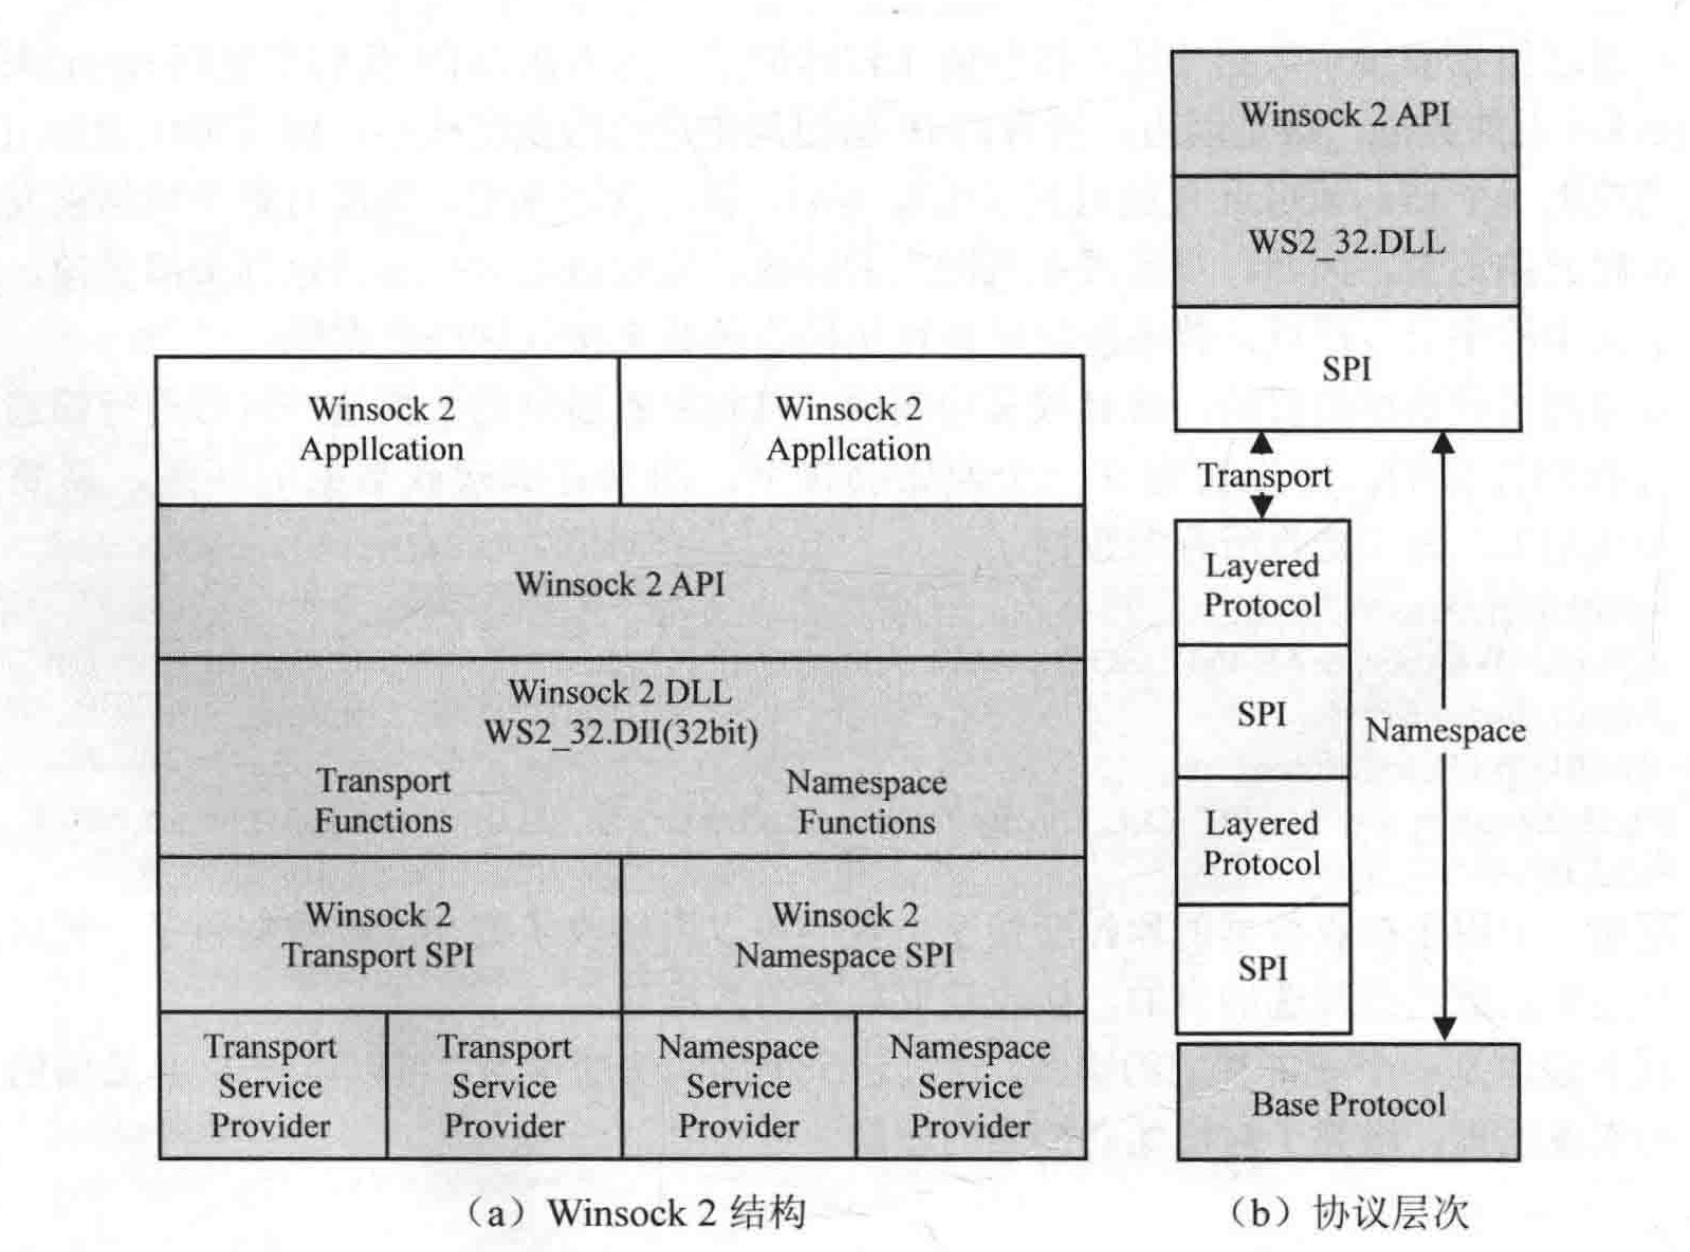 Winsock 2
Appllcation
Winsock 2
Appllcation
Winsock 2 API
Winsock 2 DLL
WS2_32.DII(32bit)
Transport
Functions
Namespace
Functions
Winsock 2
Transport SPI
Winsock 2
Namespace SPI
Transport
Service
Provider
Transport
Service
Provider
Namespace
Service
Provider
Namespace
Service
Provider
（a）Winsock 2 结构
Winsock 2 API
WS2_32.DLL
SPI
Transport
Layered
Protocol
SPI
Namespace
Layered
Protocol
SPI
Base Protocol
（b）协议层次